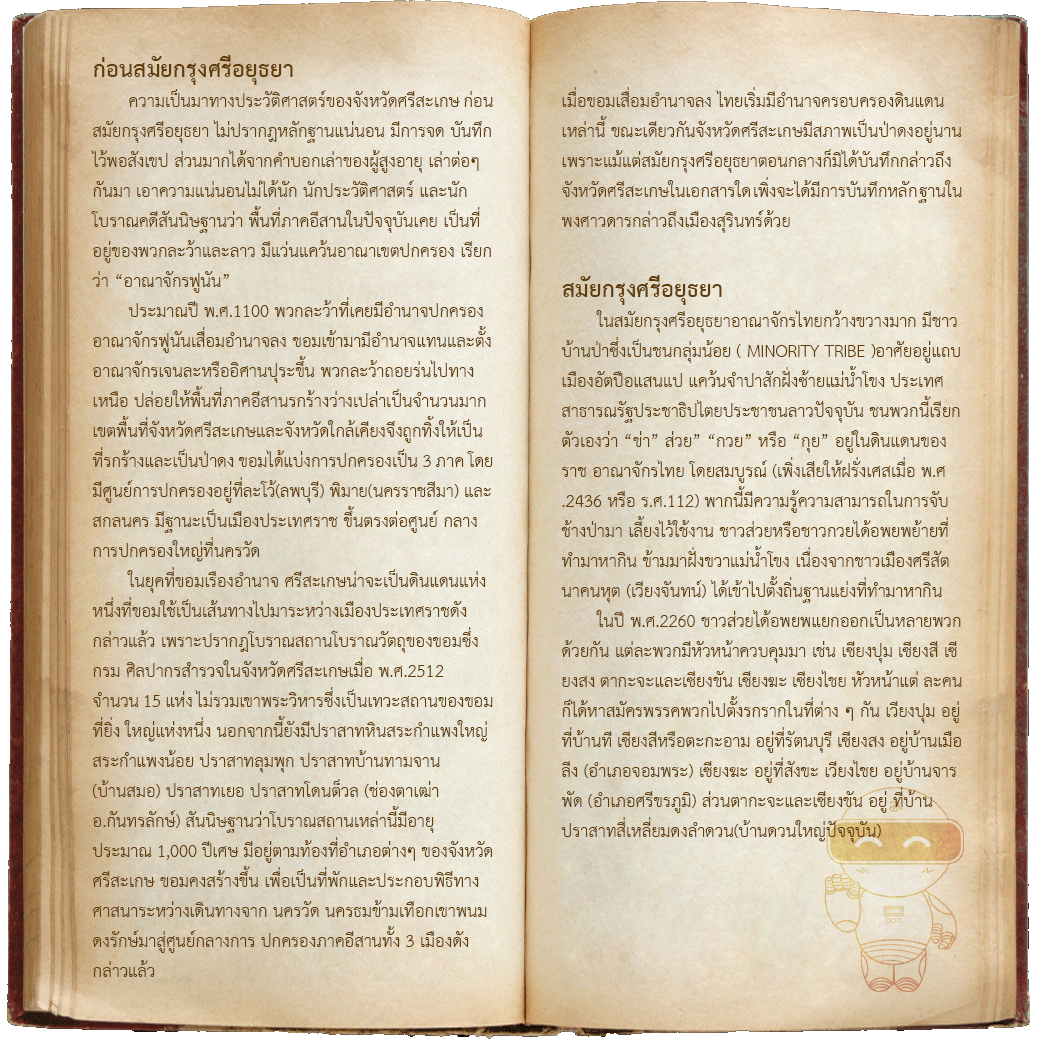 ก่อนสมัยกรุงศรีอยุธยา
ความเป็นมาทางประวัติศาสตร์ของจังหวัดศรีสะเกษ ก่อน
สมัยกรุงศรีอยุธยา ไม่ปรากฎหลักฐานแน่นอน มีการจด บันทึก
ไว้พอสังเขป ส่วนมากได้จากคำบอกเล่าของผู้สูงอายุ เล่าต่อๆ
กันมา เอาความแน่นอนไม่ได้นัก นักประวัติศาสตร์ และนัก
โบราณคดีสันนิษฐานว่า พื้นที่ภาคอีสานในปัจจุบันเคย เป็นที่
อยู่ของพวกละว้าและลาว มีแว่นแคว้นอาณาเขตปกครอง เรียก
ว่า “อาณาจักรฟูนัน”
ประมาณปี พ.ศ.1100 พวกละว้าที่เคยมีอำนาจปกครอง
อาณาจักรฟูนันเสื่อมอำนาจลง ขอมเข้ามามีอำนาจแทนและตั้ง
อาณาจักรเจนละหรืออิศานปุระขึ้น พวกละว้าถอยร่นไปทาง
เหนือ ปล่อยให้พื้นที่ภาคอีสานรกร้างว่างเปล่าเป็นจำนวนมาก
เขตพื้นที่จังหวัดศรีสะเกษและจังหวัดใกล้เคียงจึงถูกทิ้งให้เป็น
ที่รกร้างและเป็นป่าดง ขอมได้แบ่งการปกครองเป็น 3 ภาค โดย
มีศูนย์การปกครองอยู่ที่ละโว้(ลพบุรี) พิมาย(นครราชสีมา) และ
สกลนคร มีฐานะเป็นเมืองประเทศราช ขึ้นตรงต่อศูนย์ กลาง
การปกครองใหญ่ที่นครวัด
ในยุคที่ขอมเรืองอำนาจ ศรีสะเกษน่าจะเป็นดินแดนแห่ง
หนึ่งที่ขอมใช้เป็นเส้นทางไปมาระหว่างเมืองประเทศราชดัง
กล่าวแล้ว เพราะปรากฎโบราณสถานโบราณวัตถุของขอมซึ่ง
กรม ศิลปากรสำรวจในจังหวัดศรีสะเกษเมื่อ พ.ศ.2512
จำนวน 15 แห่ง ไม่รวมเขาพระวิหารซึ่งเป็นเทวะสถานของขอม
ที่ยิ่ง ใหญ่แห่งหนึ่ง นอกจากนี้ยังมีปราสาทหินสระกำแพงใหญ่
สระกำแพงน้อย ปราสาทลุมพุก ปราสาทบ้านทามจาน
(บ้านสมอ) ปราสาทเยอ ปราสาทโดนต็วล (ช่องตาเฒ่า
อ.กันทรลักษ์) สันนิษฐานว่าโบราณสถานเหล่านี้มีอายุ
ประมาณ 1,000 ปีเศษ มีอยู่ตามท้องที่อำเภอต่างๆ ของจังหวัด
ศรีสะเกษ ขอมคงสร้างขึ้น เพื่อเป็นที่พักและประกอบพิธีทาง
ศาสนาระหว่างเดินทางจาก นครวัด นครธมข้ามเทือกเขาพนม
ดงรักษ์มาสู่ศูนย์กลางการ ปกครองภาคอีสานทั้ง 3 เมืองดัง
กล่าวแล้ว
เมื่อขอมเสื่อมอำนาจลง ไทยเริ่มมีอำนาจครอบครองดินแดน
เหล่านี้ ขณะเดียวกันจังหวัดศรีสะเกษมีสภาพเป็นป่าดงอยู่นาน
เพราะแม้แต่สมัยกรุงศรีอยุธยาตอนกลางก็มิได้บันทึกกล่าวถึง
จังหวัดศรีสะเกษในเอกสารใด เพิ่งจะได้มีการบันทึกหลักฐานใน
พงศาวดารกล่าวถึงเมืองสุรินทร์ด้วย
สมัยกรุงศรีอยุธยา
ในสมัยกรุงศรีอยุธยาอาณาจักรไทยกว้างขวางมาก มีชาว
บ้านป่าซึ่งเป็นชนกลุ่มน้อย ( MINORITY TRIBE )อาศัยอยู่แถบ
เมืองอัตปือแสนแป แคว้นจำปาสักฝั่งซ้ายแม่น้ำโขง ประเทศ
สาธารณรัฐประชาธิปไตยประชาชนลาวปัจจุบัน ชนพวกนี้เรียก
ตัวเองว่า “ข่า” ส่วย” “กวย” หรือ “กุย” อยู่ในดินแดนของ
ราช อาณาจักรไทย โดยสมบูรณ์ (เพิ่งเสียให้ฝรั่งเศสเมื่อ พ.ศ
.2436 หรือ ร.ศ.112) พากนี้มีความรู้ความสามารถในการจับ
ช้างป่ามา เลี้ยงไว้ใช้งาน ชาวส่วยหรือชาวกวยได้อพยพย้ายที่
ทำมาหากิน ข้ามมาฝั่งขวาแม่น้ำโขง เนื่องจากชาวเมืองศรีสัต
นาคนหุต (เวียงจันทน์) ได้เข้าไปตั้งถิ่นฐานแย่งที่ทำมาหากิน
ในปี พ.ศ.2260 ชาวส่วยได้อพยพแยกออกเป็นหลายพวก
ด้วยกัน แต่ละพวกมีหัวหน้าควบคุมมา เช่น เซียงปุม เซียงสี เซี
ยงสง ตากะจะและเซียงขัน เซียงฆะ เซียงไชย หัวหน้าแต่ ละคน
ก็ได้หาสมัครพรรคพวกไปตั้งรกรากในที่ต่าง ๆ กัน เวียงปุม อยู่
ที่บ้านที เซียงสีหรือตะกะอาม อยู่ที่รัตนบุรี เซียงสง อยู่บ้านเมือ
ลึง (อำเภอจอมพระ) เซียงฆะ อยู่ที่สังขะ เวียงไชย อยู่บ้านจาร
พัด (อำเภอศรีขรภูมิ) ส่วนตากะจะและเซียงขัน อยู่ ที่บ้าน
ปราสาทสี่เหลี่ยมดงลำดวน(บ้านดวนใหญ่ปัจจุบัน)